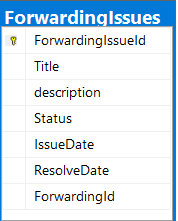 ForwardingIssues
ForwardingIssueId
Title
description
Status
IssueDate
ResolveDate
ForwardingId